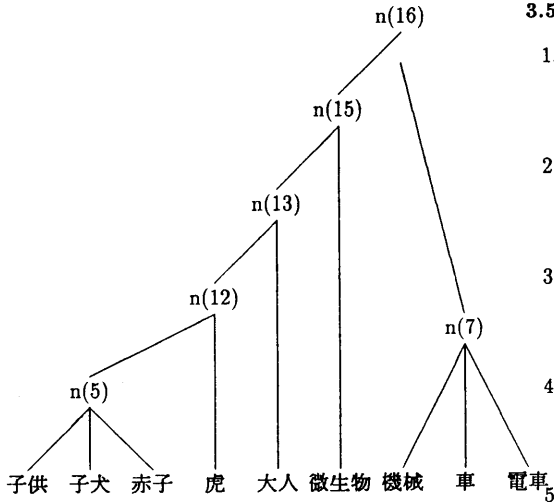 n(16)
3.5
1.
n(15)
2
n(13)
3
n(12)
n(7)
4
n(5)
子供 子犬 赤子 虎 大人 微生物 機械 車 電車
5